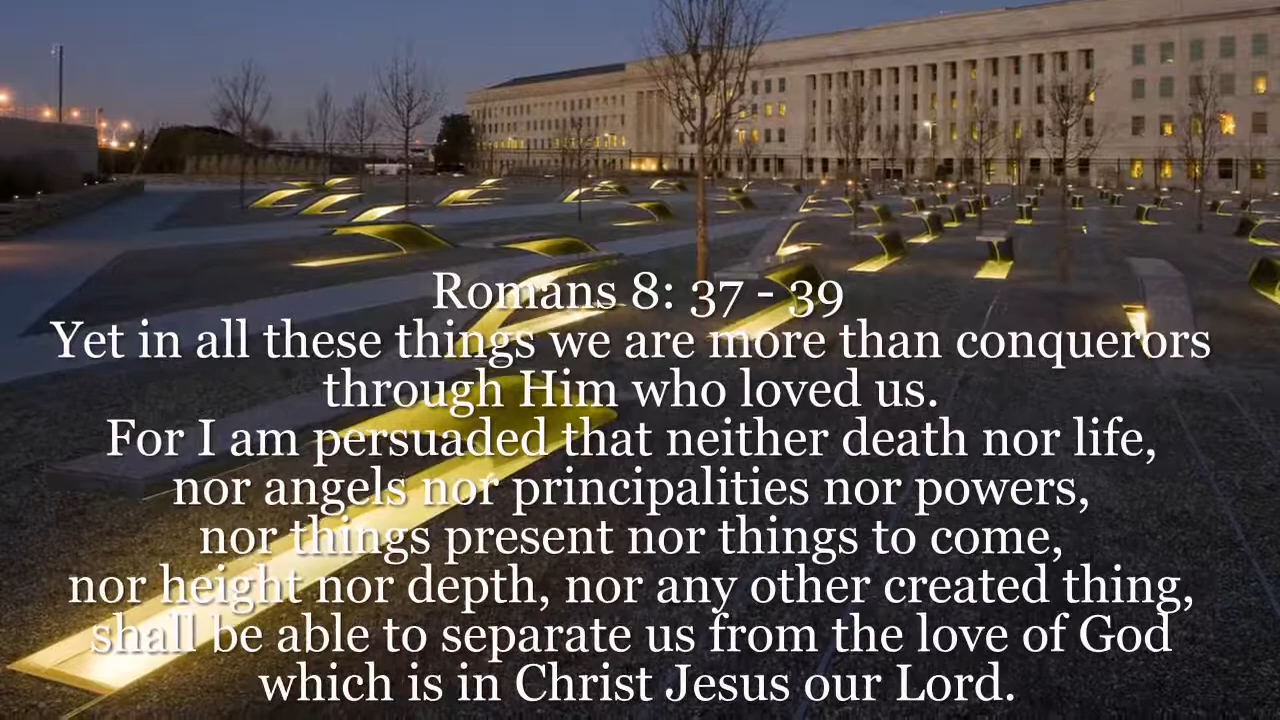 Romans 8: 37 - 39
Yet in all these things we are more than conquerors
through Him who loved us.
For I am persuaded that neither death nor life,
nor angels nor principalities nor powers,
nor things present nor things to come,
nor height nor depth, nor any other created thing,
shall be able to separate us from the love of God
which is in Christ Jesus our Lord.